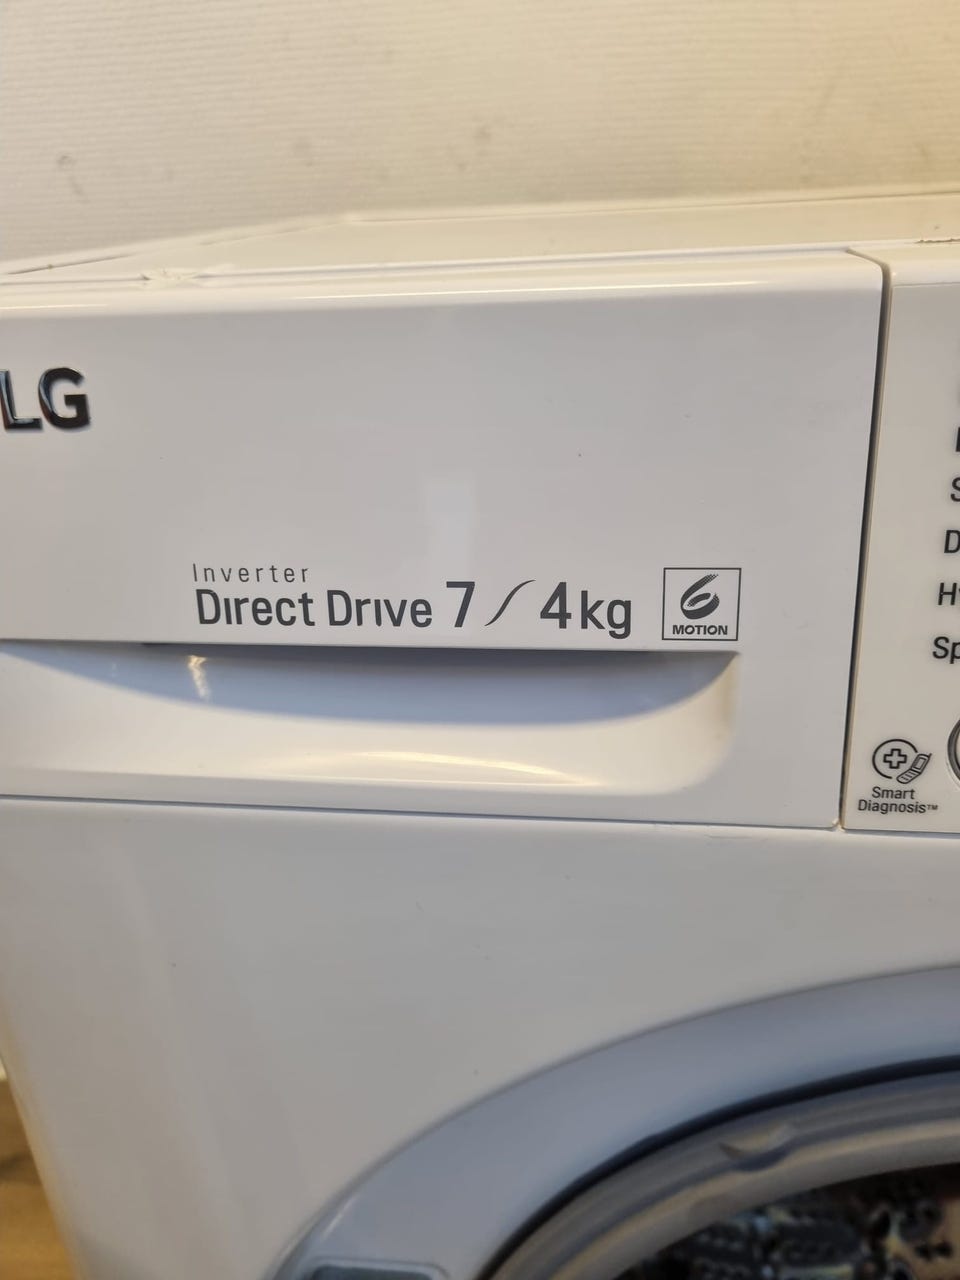 LG
Inverter
Direct Drive 7 / 4kg
6
MOTION
Smart
Diagnosis™